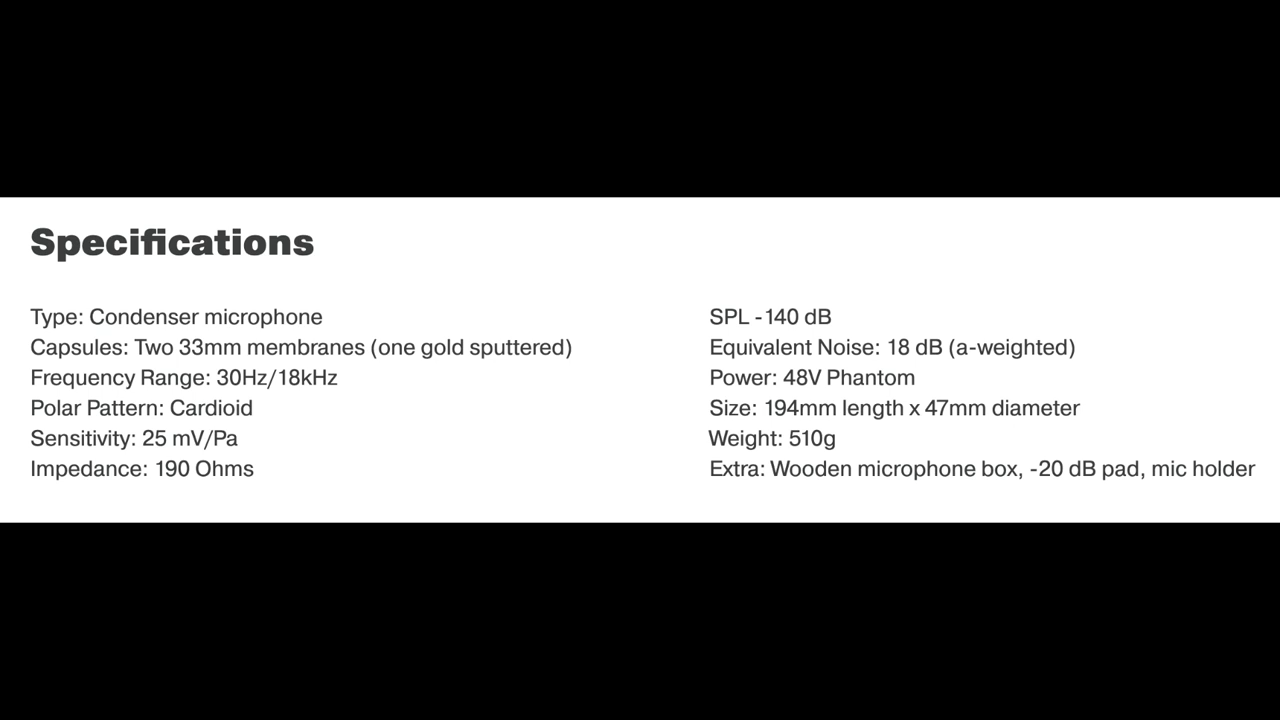 Specifications
Type: Condenser microphone
Capsules: Two 33mm membranes (one gold sputtered)
Frequency Range: 30Hz/18kHz
Polar Pattern: Cardioid
Sensitivity: 25 mV/Pa
Impedance: 190 Ohms
SPL -140 dB
Equivalent Noise: 18 dB (a-weighted)
Power: 48V Phantom
Size: 194mm length x 47mm diameter
Weight: 510g
Extra: Wooden microphone box, -20 dB pad, mic holder